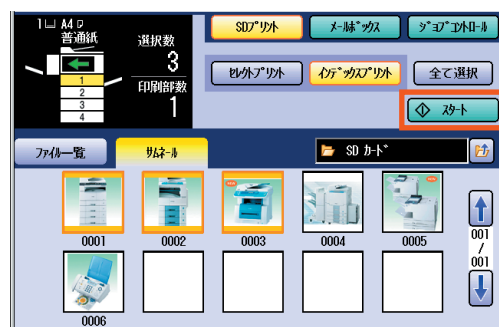 1 A4
普通紙
1
2
3
4
選択数
3
印刷部数
1
SDプリント
メールボックス
ジョブコントロール
セレクトプリント
インデックスプリント
全て選択
スタート
ファイル一覧
サムネール
SD カード
0001
0002
0003
0004
0005
0006
001
/
001